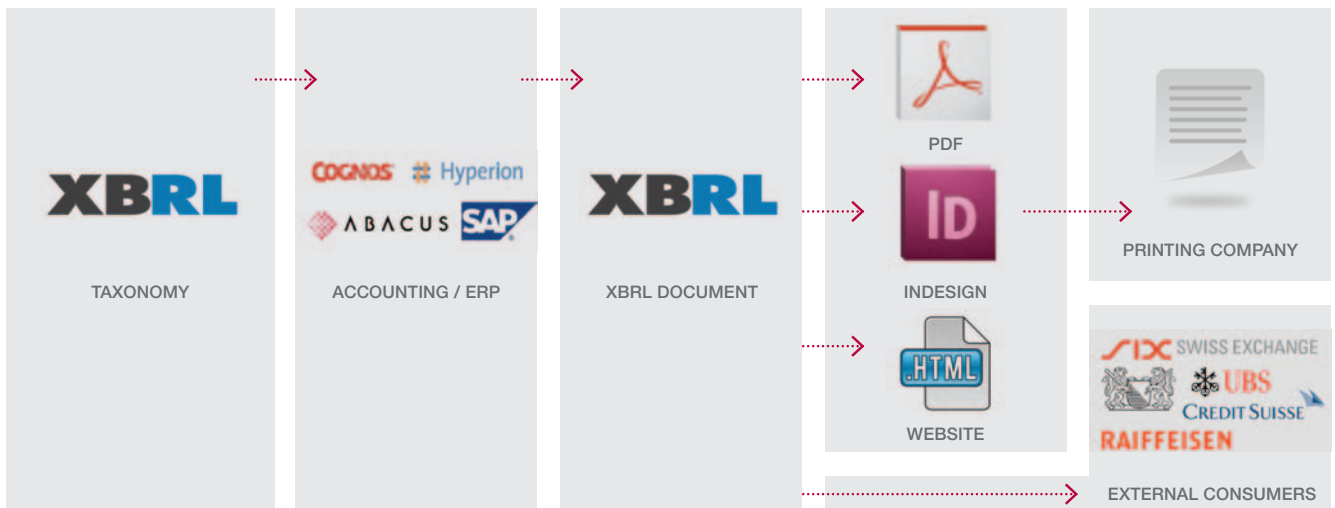 XBRL
TAXONOMY
COGNOS
Hyperion
ABACUS
SAP
ACCOUNTING / ERP
XBRL
XBRL DOCUMENT
PDF
ID
INDESIGN
.HTML
WEBSITE
PRINTING COMPANY
SIX SWISS EXCHANGE
UBS
CREDIT SUISSE
RAIFFEISEN
EXTERNAL CONSUMERS